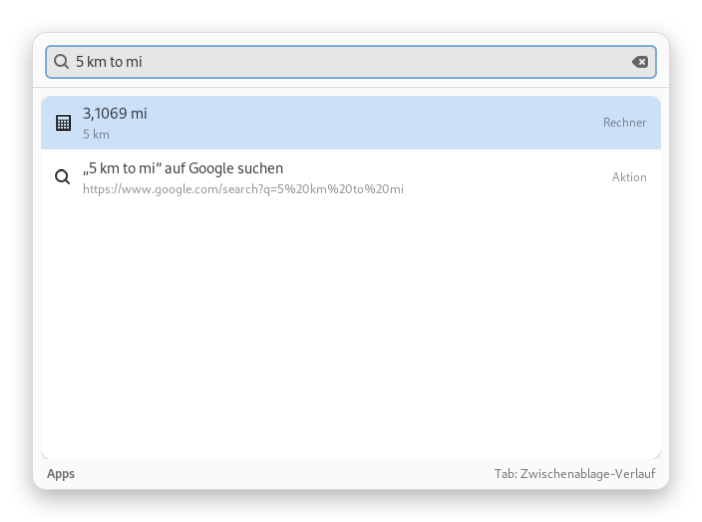 5 km to mi
3,1069 mi
5 km
Rechner
„5 km to mi“ auf Google suchen
https://www.google.com/search?q=5%20km%20to%20mi
Aktion
Apps
Tab: Zwischenablage-Verlauf